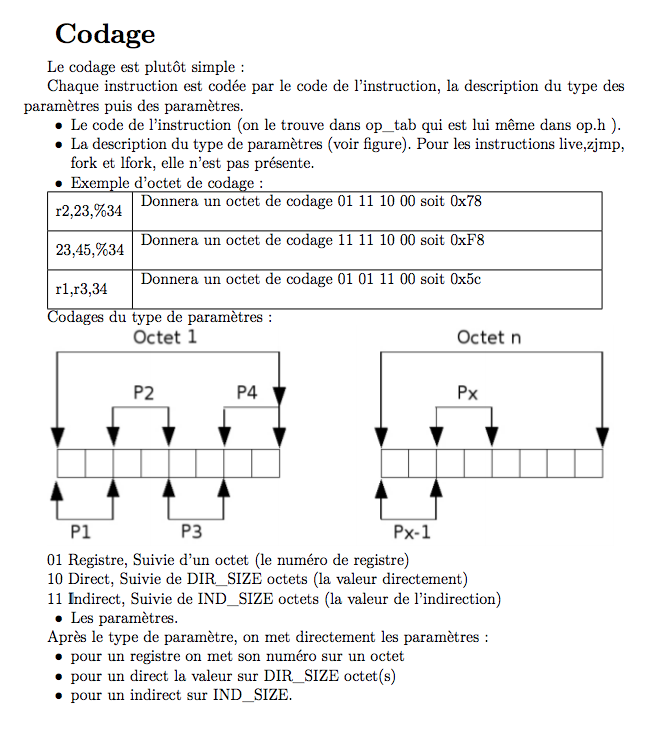 Codage
Le codage est plutôt simple :
Chaque instruction est codée par le code de l'instruction, la description du type des
paramètres puis des paramètres.
• Le code de l'instruction (on le trouve dans op_tab qui est lui même dans op.h ).
• La description du type de paramètres (voir figure). Pour les instructions live,zjmp,
fork et lfork, elle n'est pas présente.
• Exemple d'octet de codage :
r2,23,%34 Donnera un octet de codage 01 11 10 00 soit 0x78
23,45,%34 Donnera un octet de codage 11 11 10 00 soit 0xF8
r1,r3,34 Donnera un octet de codage 01 01 11 00 soit 0x5c
Codages du type de paramètres :
Octet 1 Octet n
P2 P4 Px
P1 P3 Px-1
01 Registre, Suivie d'un octet (le numéro de registre)
10 Direct, Suivie de DIR_SIZE octets (la valeur directement)
11 Indirect, Suivie de IND_SIZE octets (la valeur de l'indirection)
• Les paramètres.
Après le type de paramètre, on met directement les paramètres :
• pour un registre on met son numéro sur un octet
• pour un direct la valeur sur DIR_SIZE octet(s)
• pour un indirect sur IND_SIZE.